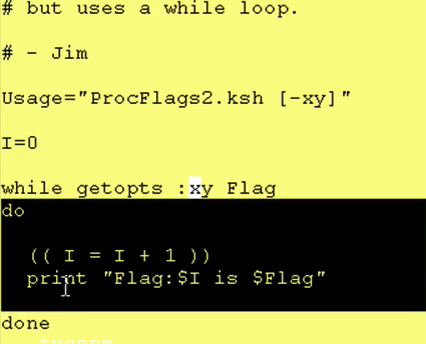 # but uses a while loop.
# - Jim
Usage="ProcFlags2.ksh [-xy]"
I=0
while getopts :xy Flag
do
(( I = I + 1 ))
print "Flag:$I is $Flag"
done